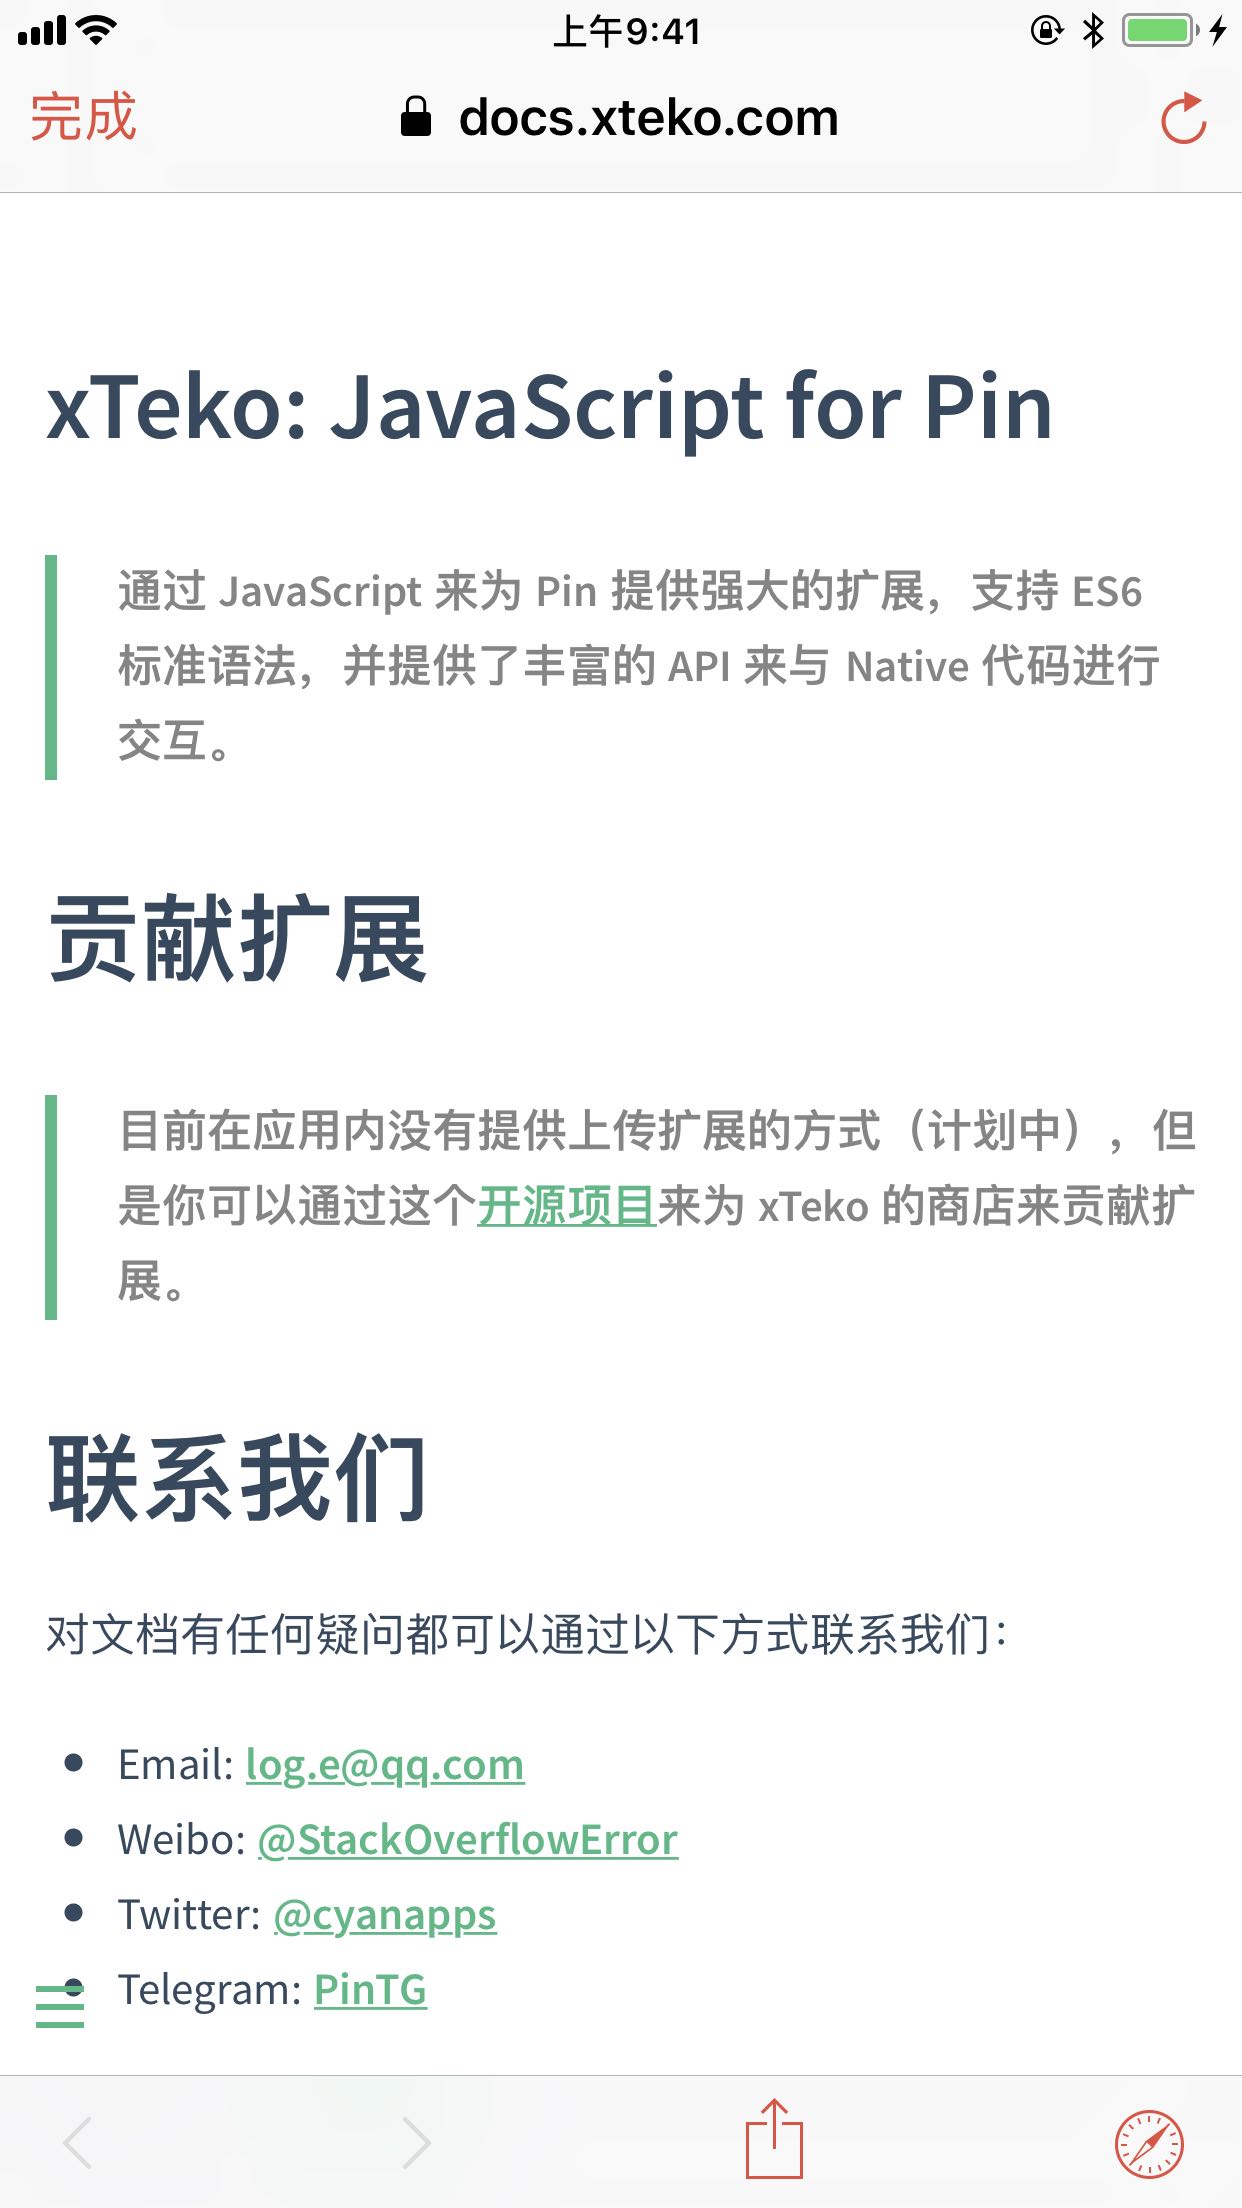 上午9:41
完成
docs.xteko.com
xTeko: JavaScript for Pin
通过 JavaScript 来为 Pin 提供强大的扩展，支持 ES6
标准语法，并提供了丰富的 API 来与 Native 代码进行
交互。
贡献扩展
目前在应用内没有提供上传扩展的方式（计划中），但
是你可以通过这个开源项目来为 xTeko 的商店来贡献扩
展。
联系我们
对文档有任何疑问都可以通过以下方式联系我们：
Email: log.e@qq.com
Weibo: @StackOverflowError
Twitter: @cyanapps
Telegram: PinTG